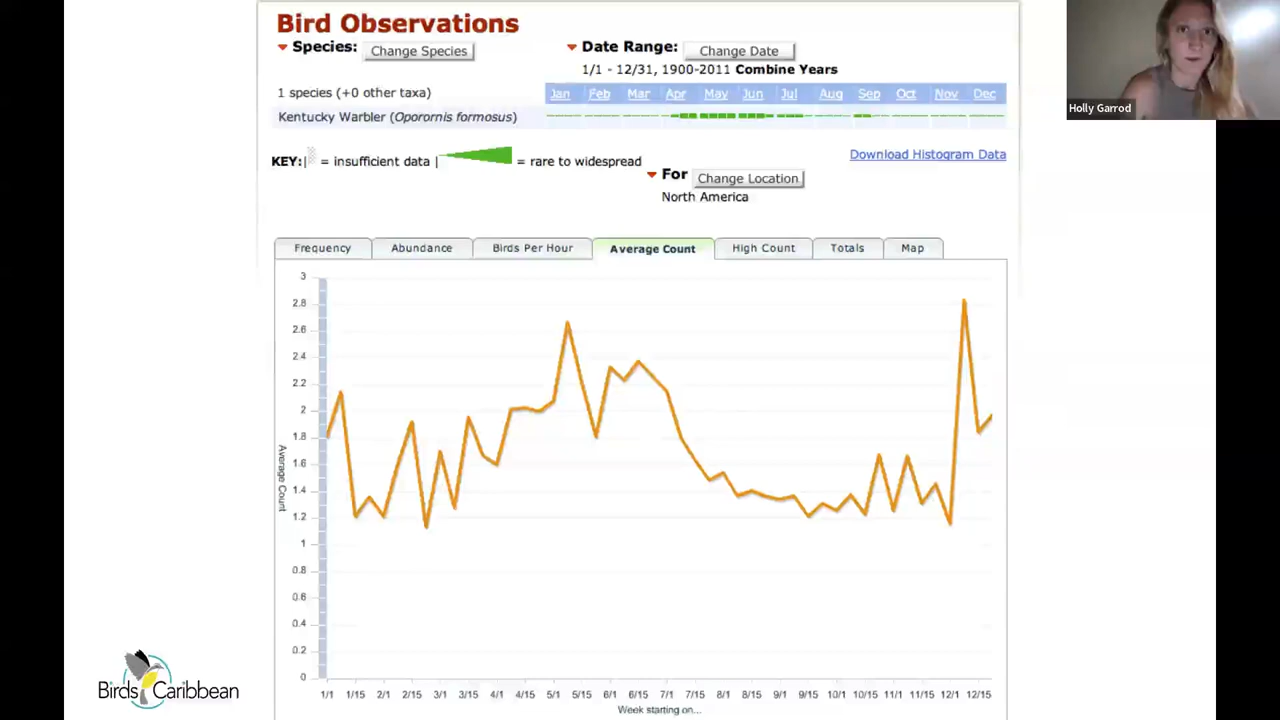 Bird Observations
Species: Change Species
Date Range: Change Date
1/1 - 12/31, 1900-2011 Combine Years
1 species (+0 other taxa)
Jan Feb Mar Apr May Jun Jul Aug Sep Oct Nov Dec
Kentucky Warbler (Oporornis formosus)
KEY:| = insufficient data | = rare to widespread
Download Histogram Data
For Change Location
North America
Frequency Abundance Birds Per Hour Average Count High Count Totals Map
3
2.8
2.6
2.4
2.2
2
1.8
1.6
1.4
1.2
1
0.8
0.6
0.4
0.2
0
Average Count
1/1 1/15 2/1 2/15 3/1 3/15 4/1 4/15 5/1 5/15 6/1 6/15 7/1 7/15 8/1 8/15 9/1 9/15 10/1 10/15 11/1 11/15 12/1 12/15
Week starting on...
Holly Garrod
Birds Caribbean